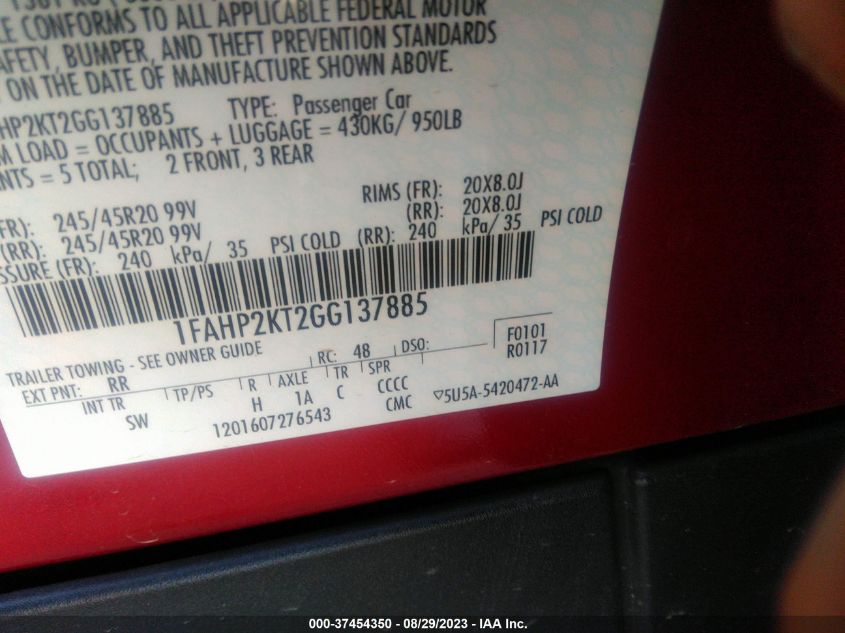 E CONFORMS TO ALL APPLICABLE FEDERAL MOTOR
AFETY, BUMPER, AND THEFT PREVENTION STANDARDS
ON THE DATE OF MANUFACTURE SHOWN ABOVE.
HP2KT2GG137885 TYPE: Passenger Car
M LOAD = OCCUPANTS + LUGGAGE = 430KG/ 950LB
NTS = 5 TOTAL; 2 FRONT, 3 REAR
FR): 245/45R20 99V RIMS (FR): 20X8.0J
(RR): 245/45R20 99V (RR): 20X8.0J
SSURE (FR): 240 kPa/ 35 PSI COLD (RR): 240 kPa/ 35 PSI COLD
1FAHP2KT2GG137885
TRAILER TOWING - SEE OWNER GUIDE
EXT PNT: RR RC: 48 DSO: F0101
R0117
INT TR TP/PS R AXLE TR SPR
SW H 1A C CCCC
1201607276543 CMC 5U5A-5420472-AA
000-37454350 - 08/29/2023 - IAA Inc.